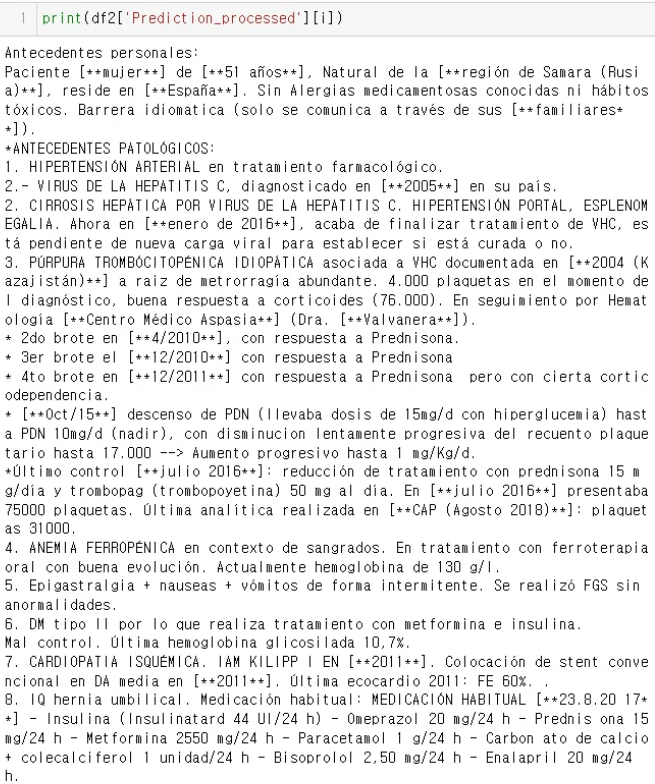 1 print(df2['Prediction_processed'][i])
Antecedentes personales:
Paciente [**mujer**] de [**51 años**], Natural de la [**región de Samara (Rusi
a)**], reside en [**España**]. Sin Alergias medicamentosas conocidas ni hábitos
tóxicos. Barrera idiomatica (solo se comunica a través de sus [**familiares*
*]).
*ANTECEDENTES PATOLÓGICOS:
1. HIPERTENSIÓN ARTERIAL en tratamiento farmacológico.
2.- VIRUS DE LA HEPATITIS C, diagnosticado en [**2005**] en su país.
2. CIRROSIS HEPÀTICA POR VIRUS DE LA HEPATITIS C. HIPERTENSIÓN PORTAL, ESPLENOM
EGALIA. Ahora en [**enero de 2016**], acaba de finalizar tratamiento de VHC, es
tá pendiente de nueva carga viral para establecer si está curada o no.
3. PÚRPURA TROMBÓCITOPÉNICA IDIOPÀTICA asociada a VHC documentada en [**2004 (K
azajistán)**] a raiz de metrorragía abundante. 4.000 plaquetas en el momento de
l diagnóstico, buena respuesta a corticoides (76.000). En seguimiento por Hemat
ología [**Centro Médico Aspasia**] (Dra. [**Valvanera**]).
* 2do brote en [**4/2010**], con respuesta a Prednisona.
* 3er brote el [**12/2010**] con respuesta a Prednisona
* 4to brote en [**12/2011**] con respuesta a Prednisona  pero con cierta cortic
odependencia.
* [**Oct/15**] descenso de PDN (llevaba dosis de 15mg/d con hiperglucemia) hast
a PDN 10mg/d (nadir), con disminucion lentamente progresiva del recuento plaque
tario hasta 17.000 --> Aumento progresivo hasta 1 mg/Kg/d.
*Último control [**julio 2016**]: reducción de tratamiento con prednisona 15 m
g/día y trombopag (trombopoyetina) 50 mg al día. En [**julio 2016**] presentaba
75000 plaquetas. Última analítica realizada en [**CAP (Agosto 2018)**]: plaquet
as 31000.
4. ANEMIA FERROPÉNICA en contexto de sangrados. En tratamiento con ferroterapia
oral con buena evolución. Actualmente hemoglobina de 130 g/l.
5. Epigastralgia + nauseas + vómitos de forma intermitente. Se realizó FGS sin
anormalidades.
6. DM tipo II por lo que realiza tratamiento con metformina e insulina.
Mal control. Última hemoglobina glicosilada 10,7%.
7. CARDIOPATIA ISQUÉMICA. IAM KILIPP I EN [**2011**]. Colocación de stent conve
ncional en DA media en [**2011**]. Última ecocardio 2011: FE 60%. .
8. IQ hernia umbilical. Medicación habitual: MEDICACIÓN HABITUAL [**23.8.20 17*
*] - Insulina (Insulinatard 44 UI/24 h) - Omeprazol 20 mg/24 h - Prednis ona 15
mg/24 h - Metformina 2550 mg/24 h - Paracetamol 1 g/24 h - Carbon ato de calcio
+ colecalciferol 1 unidad/24 h - Bisoprolol 2,50 mg/24 h - Enalapril 20 mg/24
h.